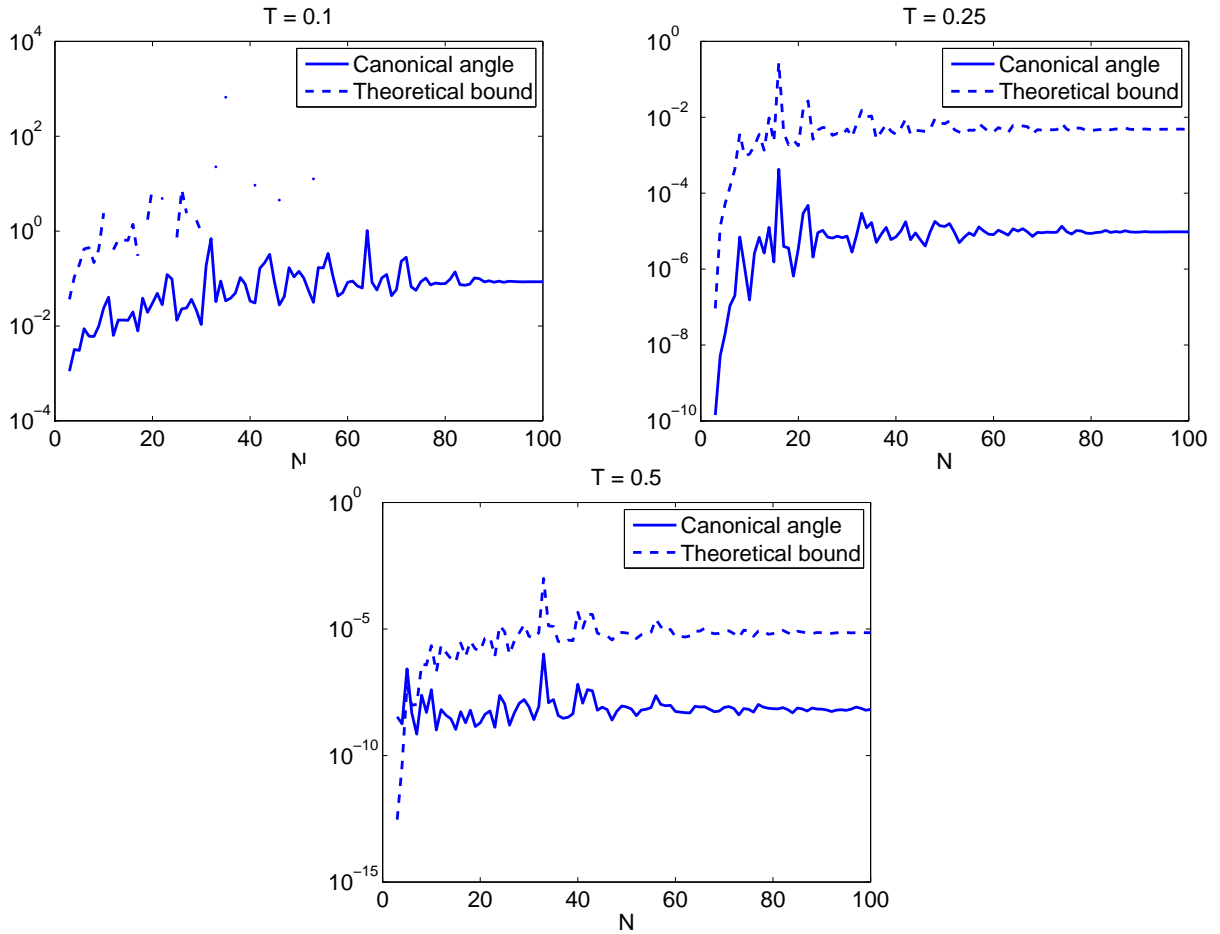 T = 0.1
10^4
10^2
10^0
10^−2
10^−4
0 20 40 60 80 100
N
Canonical angle
Theoretical bound
T = 0.25
10^0
10^−2
10^−4
10^−6
10^−8
10^−10
0 20 40 60 80 100
N
Canonical angle
Theoretical bound
T = 0.5
10^0
10^−5
10^−10
10^−15
0 20 40 60 80 100
N
Canonical angle
Theoretical bound